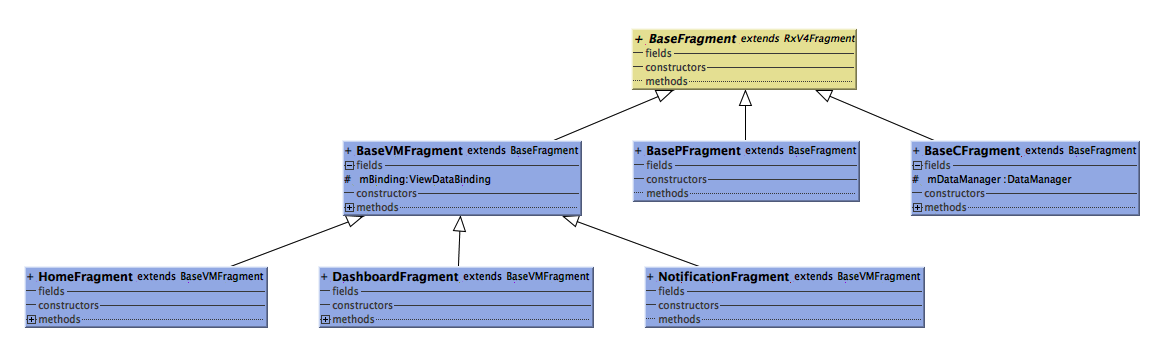 + BaseFragment extends RxV4Fragment
fields
constructors
methods
+ BaseVMFragment extends BaseFragment
fields
# mBinding:ViewDataBinding
constructors
methods
+ BasePFragment extends BaseFragment
fields
constructors
methods
+ BaseCFragment extends BaseFragment
fields
# mDataManager :DataManager
constructors
methods
+ HomeFragment extends BaseVMFragment
fields
constructors
methods
+ DashboardFragment extends BaseVMFragment
fields
constructors
methods
+ NotificationFragment extends BaseVMFragment
fields
constructors
methods